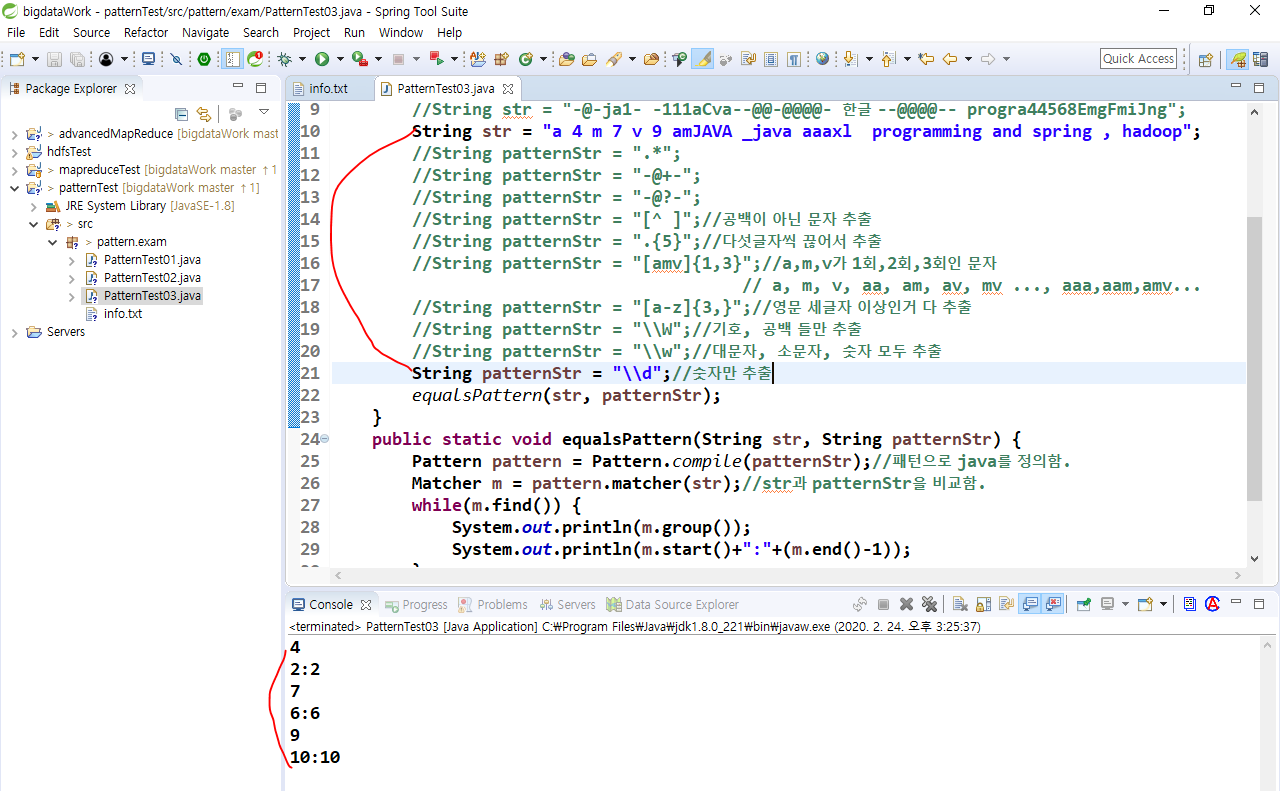 bigdataWork - patternTest/src/pattern/exam/PatternTest03.java - Spring Tool Suite
File Edit Source Refactor Navigate Search Project Run Window Help
Quick Access
Package Explorer
> advancedMapReduce [bigdataWork mast
hdfsTest
> mapreduceTest [bigdataWork master ↑1
> patternTest [bigdataWork master ↑1]
JRE System Library [JavaSE-1.8]
> src
> pattern.exam
PatternTest01.java
PatternTest02.java
PatternTest03.java
info.txt
Servers
info.txt PatternTest03.java
9 //String str = "-@-ja1- -111aCva--@@-@@@@- 한글 --@@@@-- progra44568EmgFmiJng";
10 String str = "a 4 m 7 v 9 amJAVA _java aaaxl  programming and spring , hadoop";
11 //String patternStr = ".*";
12 //String patternStr = "-@+-";
13 //String patternStr = "-@?-";
14 //String patternStr = "[^ ]";//공백이 아닌 문자 추출
15 //String patternStr = ".{5}";//다섯글자씩 끊어서 추출
16 //String patternStr = "[amv]{1,3}";//a,m,v가 1회,2회,3회인 문자
17 // a, m, v, aa, am, av, mv ..., aaa,aam,amv...
18 //String patternStr = "[a-z]{3,}";//영문 세글자 이상인거 다 추출
19 //String patternStr = "\\W";//기호, 공백 들만 추출
20 //String patternStr = "\\w";//대문자, 소문자, 숫자 모두 추출
21 String patternStr = "\\d";//숫자만 추출
22 equalsPattern(str, patternStr);
23 }
24 public static void equalsPattern(String str, String patternStr) {
25 Pattern pattern = Pattern.compile(patternStr);//패턴으로 java를 정의함.
26 Matcher m = pattern.matcher(str);//str과 patternStr을 비교함.
27 while(m.find()) {
28 System.out.println(m.group());
29 System.out.println(m.start()+":"+(m.end()-1));
Console Progress Problems Servers Data Source Explorer
<terminated> PatternTest03 [Java Application] C:₩Program Files₩Java₩jdk1.8.0_221₩bin₩javaw.exe (2020. 2. 24. 오후 3:25:37)
4
2:2
7
6:6
9
10:10